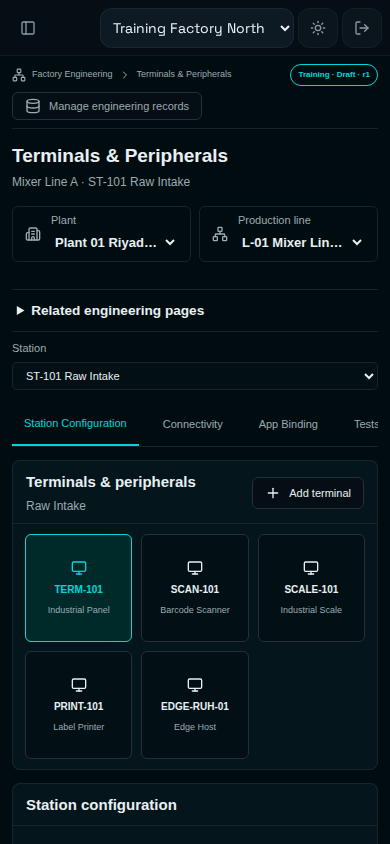 Training Factory North
Factory Engineering > Terminals & Peripherals
Training · Draft · r1
Manage engineering records
Terminals & Peripherals
Mixer Line A · ST-101 Raw Intake
Plant
Plant 01 Riyad...
Production line
L-01 Mixer Lin...
Related engineering pages
Station
ST-101 Raw Intake
Station Configuration
Connectivity
App Binding
Tests
Terminals & peripherals
Raw Intake
Add terminal
TERM-101
Industrial Panel
SCAN-101
Barcode Scanner
SCALE-101
Industrial Scale
PRINT-101
Label Printer
EDGE-RUH-01
Edge Host
Station configuration